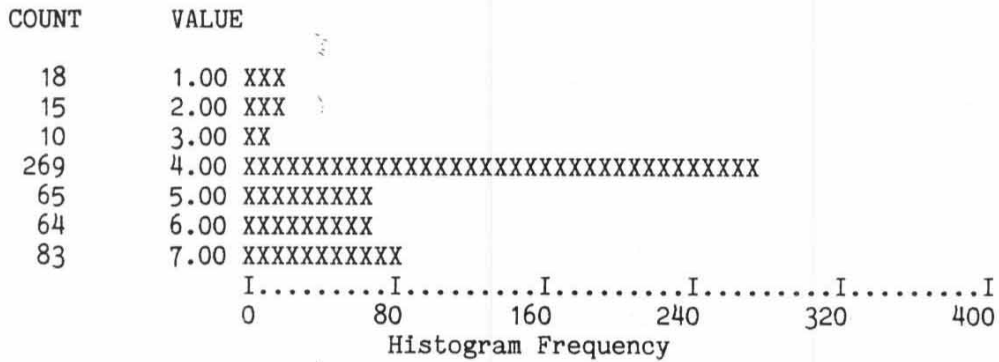 COUNT VALUE
18 1.00 XXX
15 2.00 XXX
10 3.00 XX
269 4.00 XXXXXXXXXXXXXXXXXXXXXXXXXXXXXXXXXXX
65 5.00 XXXXXXXXX
64 6.00 XXXXXXXXX
83 7.00 XXXXXXXXXXX
I.........I.........I.........I.........I.........I
0 80 160 240 320 400
Histogram Frequency